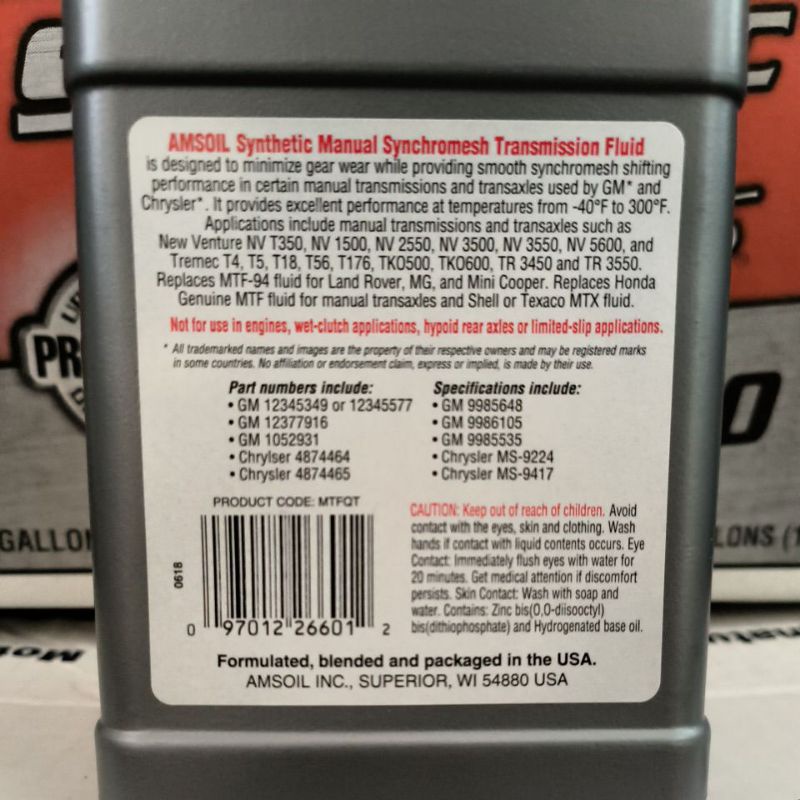 AMSOIL Synthetic Manual Synchromesh Transmission Fluid
is designed to minimize gear wear while providing smooth synchromesh shifting
performance in certain manual transmissions and transaxles used by GM* and
Chrysler*. It provides excellent performance at temperatures from -40°F to 300°F.
Applications include manual transmissions and transaxles such as
New Venture NV T350, NV 1500, NV 2550, NV 3500, NV 3550, NV 5600, and
Tremec T4, T5, T18, T56, T176, TKO500, TKO600, TR 3450 and TR 3550.
Replaces MTF-94 fluid for Land Rover, MG, and Mini Cooper. Replaces Honda
Genuine MTF fluid for manual transaxles and Shell or Texaco MTX fluid.
Not for use in engines, wet-clutch applications, hypoid rear axles or limited-slip applications.
* All trademarked names and images are the property of their respective owners and may be registered marks
in some countries. No affiliation or endorsement claim, express or implied, is made by their use.
Part numbers include:
• GM 12345349 or 12345577
• GM 12377916
• GM 1052931
• Chrylser 4874464
• Chrysler 4874465
Specifications include:
• GM 9985648
• GM 9986105
• GM 9985535
• Chrysler MS-9224
• Chrysler MS-9417
PRODUCT CODE: MTFQT
0618
0 97012 26601 2
CAUTION: Keep out of reach of children. Avoid
contact with the eyes, skin and clothing. Wash
hands if contact with liquid contents occurs. Eye
Contact: Immediately flush eyes with water for
20 minutes. Get medical attention if discomfort
persists. Skin Contact: Wash with soap and
water. Contains: Zinc bis(O,O-diisooctyl)
bis(dithiophosphate) and Hydrogenated base oil.
Formulated, blended and packaged in the USA.
AMSOIL INC., SUPERIOR, WI 54880 USA